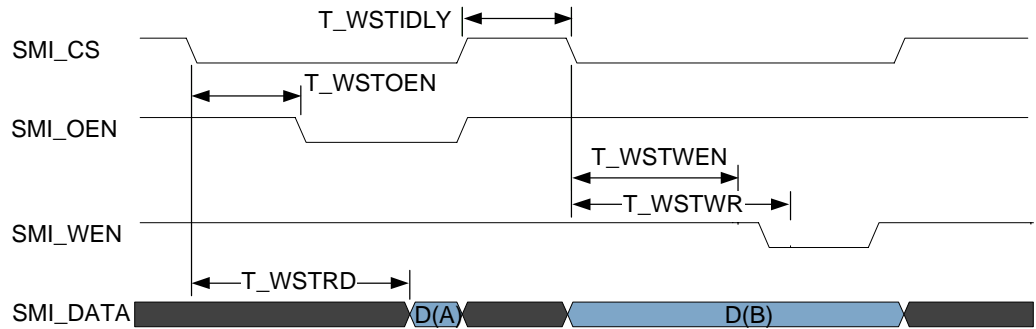 T_WSTIDLY
SMI_CS
T_WSTOEN
SMI_OEN
T_WSTWEN
T_WSTWR
SMI_WEN
T_WSTRD
SMI_DATA
D(A)
D(B)